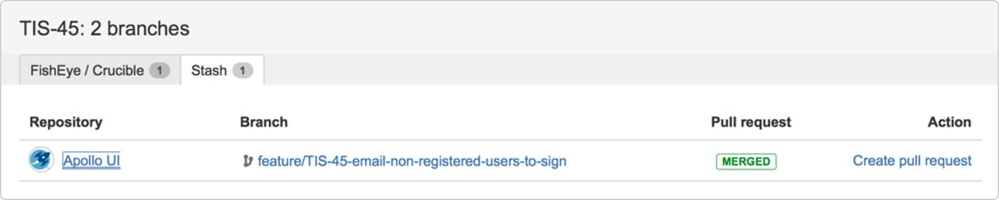 TIS-45: 2 branches
FishEye / Crucible 1 Stash 1
Repository Branch Pull request Action
Apollo UI feature/TIS-45-email-non-registered-users-to-sign MERGED Create pull request